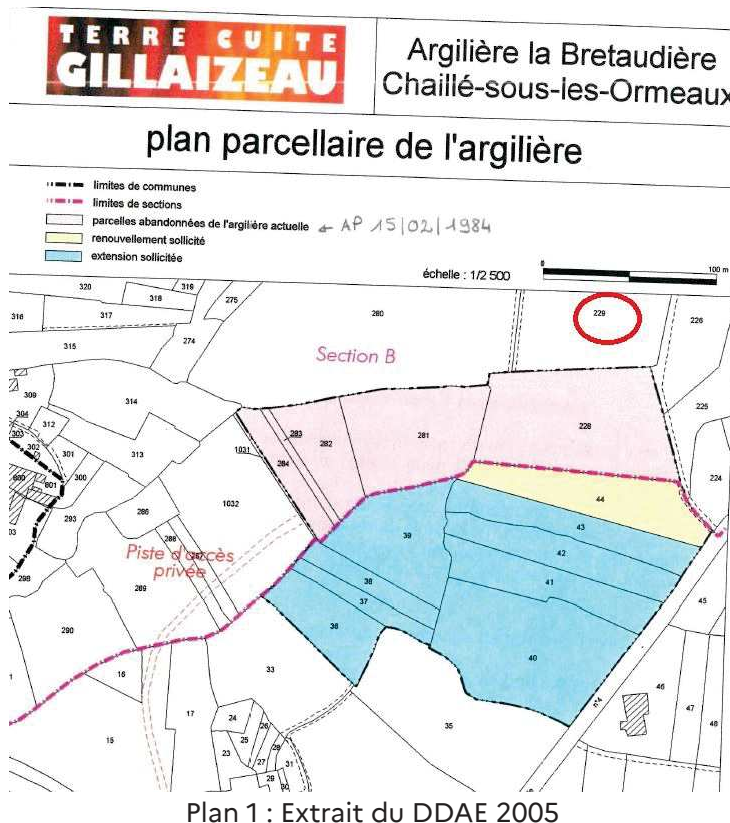 TERRE CUITE
GILLAIZEAU
Argilière la Bretaudière
Chaillé-sous-les-Ormeaux
plan parcellaire de l'argilière
limites de communes
limites de sections
parcelles abandonnées de l'argilière actuelle ← AP 15/02/1984
renouvellement sollicité
extension sollicitée
échelle : 1/2 500
0 100 m
320 318 319 275 280 229 226
316 317 274
315
Section B
309 314 225
304 312 283 282 281 228
303 302 301 313 1031 284 224
300 1032 44
601 293 286 39 43
288 42
Piste d'accès
privée
298 289 38 41 45
37
290 36 40
16 33 46
17 24 35 n°4 47
15 25 26 48
23 27 28
29 31
30
Plan 1 : Extrait du DDAE 2005